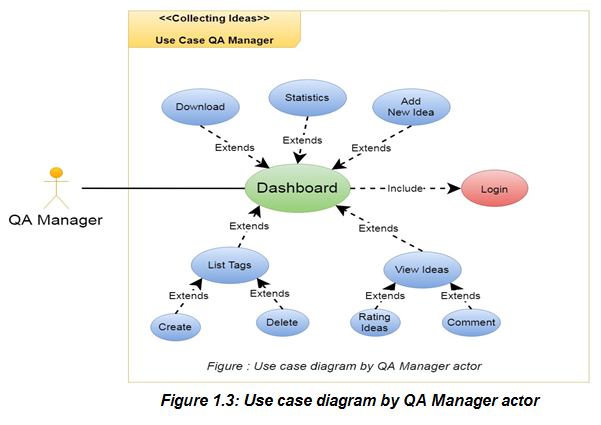 <<Collecting Ideas>>
Use Case QA Manager
Download
Statistics
Add
New Idea
Extends
Extends
Extends
Dashboard
Include
Login
QA Manager
Extends
Extends
List Tags
View Ideas
Extends
Extends
Extends
Extends
Create
Delete
Rating
Ideas
Comment
Figure : Use case diagram by QA Manager actor
Figure 1.3: Use case diagram by QA Manager actor